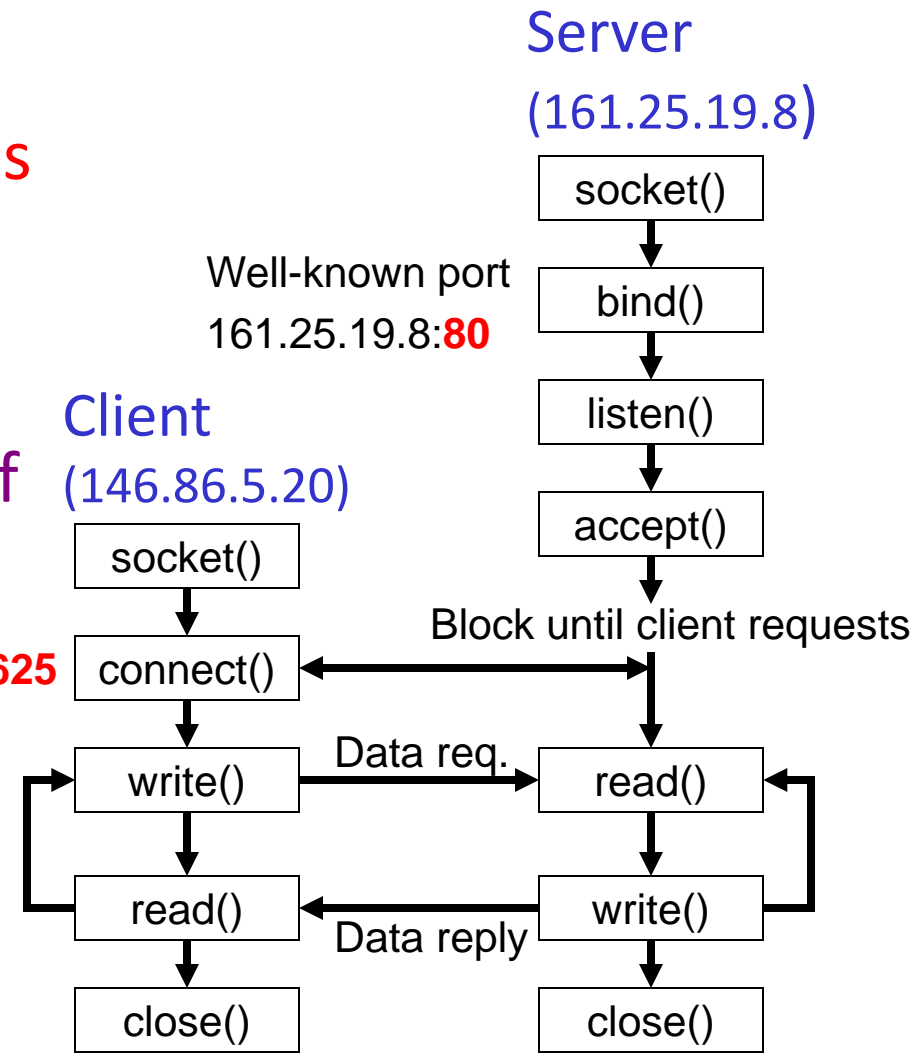 Server
(161.25.19.8)
s
socket()
Well-known port
bind()
161.25.19.8:80
Client
listen()
f
(146.86.5.20)
accept()
socket()
Block until client requests
625
connect()
Data req.
write()
read()
read()
write()
Data reply
close()
close()